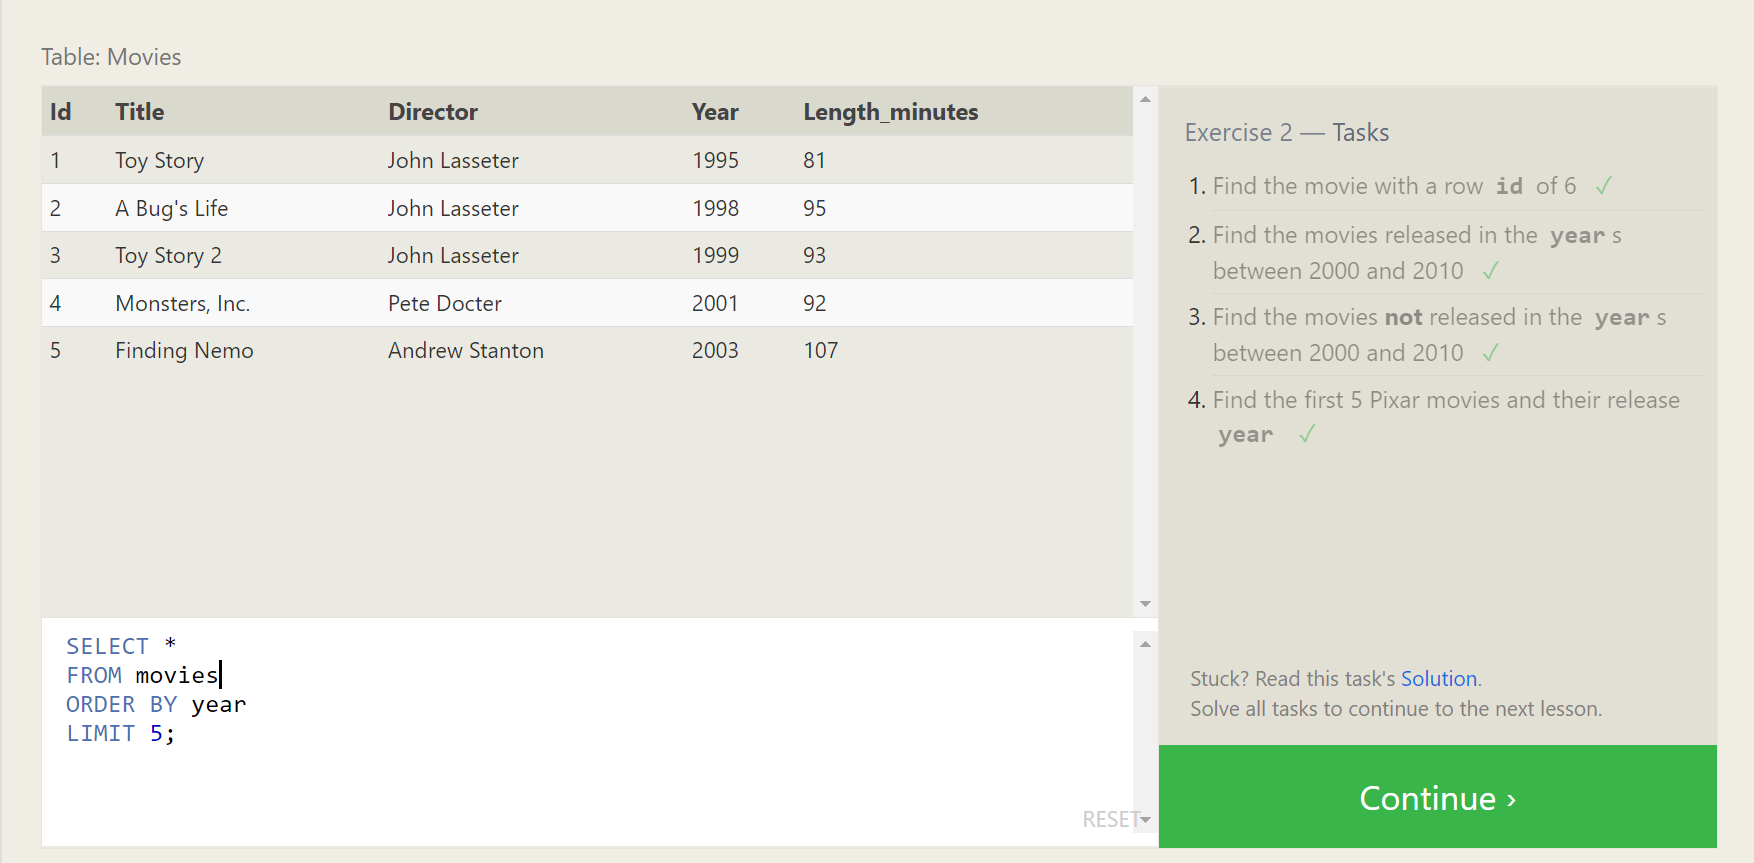 Table: Movies
Id Title Director Year Length_minutes
1 Toy Story John Lasseter 1995 81
2 A Bug's Life John Lasseter 1998 95
3 Toy Story 2 John Lasseter 1999 93
4 Monsters, Inc. Pete Docter 2001 92
5 Finding Nemo Andrew Stanton 2003 107
SELECT *
FROM movies
ORDER BY year
LIMIT 5;
RESET
Exercise 2 — Tasks
1. Find the movie with a row id of 6 ✓
2. Find the movies released in the year s
between 2000 and 2010 ✓
3. Find the movies not released in the year s
between 2000 and 2010 ✓
4. Find the first 5 Pixar movies and their release
year ✓
Stuck? Read this task's Solution.
Solve all tasks to continue to the next lesson.
Continue ›